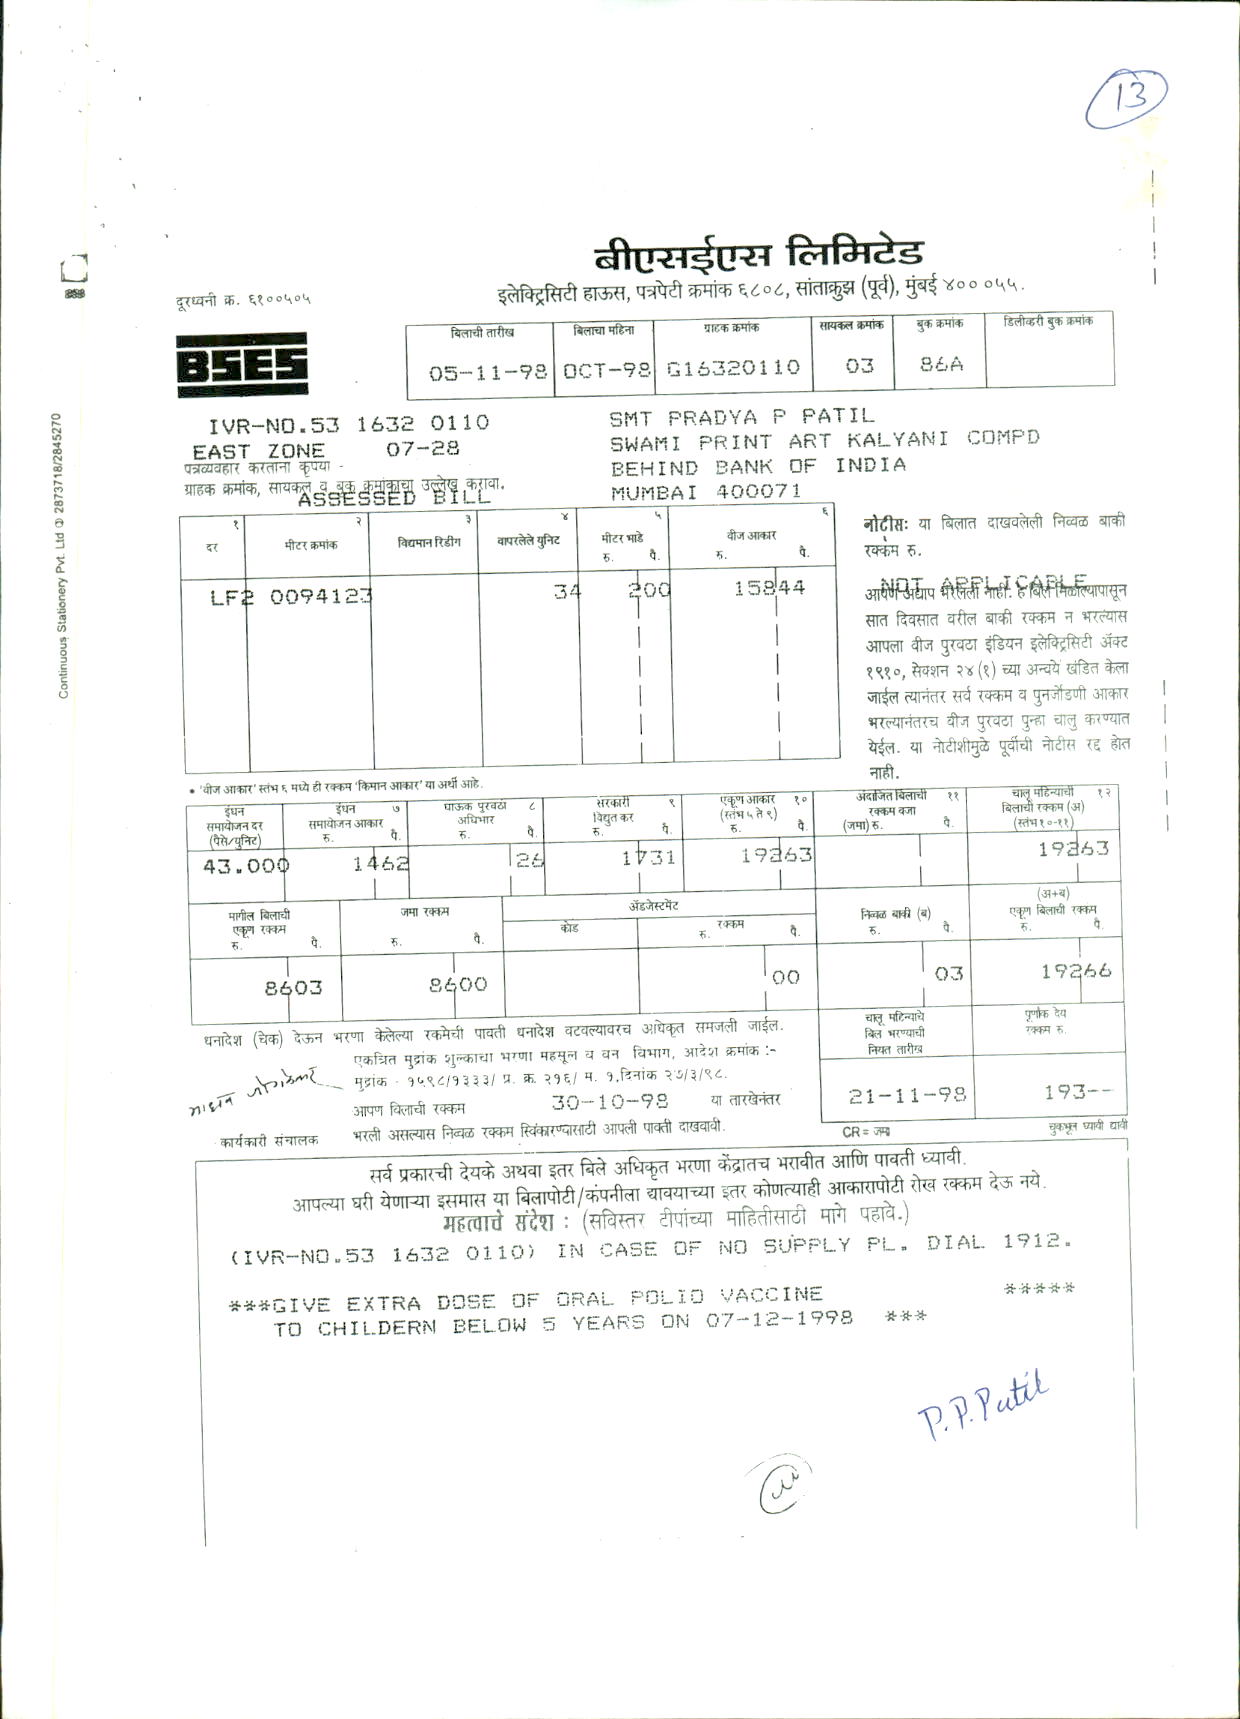 13
बीएसईएस लिमिटेड
इलेक्ट्रिसिटी हाऊस, पत्रपेटी क्रमांक ६८०८, सांताक्रुझ (पूर्व), मुंबई ४०० ०५५.
दूरध्वनी क्र. ६१००५०५
BSES
बिलाची तारीख बिलाचा महिना ग्राहक क्रमांक सायकल क्रमांक बुक क्रमांक डिलीव्हरी बुक क्रमांक
05-11-98 OCT-98 G16320110 03 86A
IVR-NO.53 1632 0110
EAST ZONE 07-28
पत्रव्यवहार करताना कृपया -
ग्राहक क्रमांक, सायकल व बुक क्रमांकाचा उल्लेख करावा.
ASSESSED BILL
SMT PRADYA P PATIL
SWAMI PRINT ART KALYANI COMPD
BEHIND BANK OF INDIA
MUMBAI 400071
१ २ ३ ४ ५ ६
दर मीटर क्रमांक विद्यमान रिडींग वापरलेले युनिट मीटर भाडे वीज आकार
रु. पै. रु. पै.
LF2 0094123 34 200 15844
नोटीस: या बिलात दाखवलेली निव्वळ बाकी
रक्कम रु.
NOT APPLICABLE
आपण अद्याप भरलेली नाही. हे बिल मिळाल्यापासून
सात दिवसात वरील बाकी रक्कम न भरल्यास
आपला वीज पुरवठा इंडियन इलेक्ट्रिसिटी ॲक्ट
१९१०, सेक्शन २४ (१) च्या अन्वये खंडित केला
जाईल त्यानंतर सर्व रक्कम व पुनर्जोडणी आकार
भरल्यानंतरच वीज पुरवठा पुन्हा चालु करण्यात
येईल. या नोटीशीमुळे पूर्वीची नोटीस रद्द होत
नाही.
• 'वीज आकार' स्तंभ ६ मध्ये ही रक्कम 'किमान आकार' या अर्थी आहे.
इंधन समायोजन दर (पैसे/युनिट) इंधन ७ समायोजन आकार रु. पै. घाऊक पुरवठा ८ अधिभार रु. पै. सरकारी ९ विद्युत कर रु. पै. एकूण आकार १० (स्तंभ ५ ते ९) रु. पै. अंदाजित बिलाची ११ रक्कम वजा (जमा) रु. पै. चालू महिन्याची १२ बिलाची रक्कम (अ) (स्तंभ १०-११)
43.000 1462 26 1731 19263 19263
मागील बिलाची एकूण रक्कम रु. पै. जमा रक्कम रु. पै. ॲडजेस्टमेंट कोड रक्कम रु. पै. निव्वळ बाकी (ब) रु. पै. (अ+ब) एकूण बिलाची रक्कम रु. पै.
8603 8600 00 03 19266
धनादेश (चेक) देऊन भरणा केलेल्या रकमेची पावती धनादेश वटवल्यावरच अधिकृत समजली जाईल.
एकत्रित मुद्रांक शुल्काचा भरणा महसूल व वन विभाग, आदेश क्रमांक :-
मुद्रांक - १५९८/१३३३/ प्र. क्र. २१६/ म. १.दिनांक २७/३/९८.
चालू महिन्याचे बिल भरण्याची नियत तारीख पूर्णांक देय रक्कम रु.
आपण बिलाची रक्कम 30-10-98 या तारखेनंतर
21-11-98 193--
कार्यकारी संचालक
भरली असल्यास निव्वळ रक्कम स्विकारण्यासाठी आपली पावती दाखवावी.
CR = जमा चुकभूल घ्यावी द्यावी
सर्व प्रकारची देयके अथवा इतर बिले अधिकृत भरणा केंद्रातच भरावीत आणि पावती घ्यावी.
आपल्या घरी येणाऱ्या इसमास या बिलापोटी/कंपनीला द्यावयाच्या इतर कोणत्याही आकारापोटी रोख रक्कम देऊ नये.
महत्वाचे संदेश : (सविस्तर टीपांच्या माहितीसाठी मागे पहावे.)
(IVR-NO.53 1632 0110) IN CASE OF NO SUPPLY PL. DIAL 1912.
***GIVE EXTRA DOSE OF ORAL POLIO VACCINE *****
TO CHILDERN BELOW 5 YEARS ON 07-12-1998 ***
P.P.Patil
Continuous Stationery Pvt. Ltd ✆ 2873718/2845270